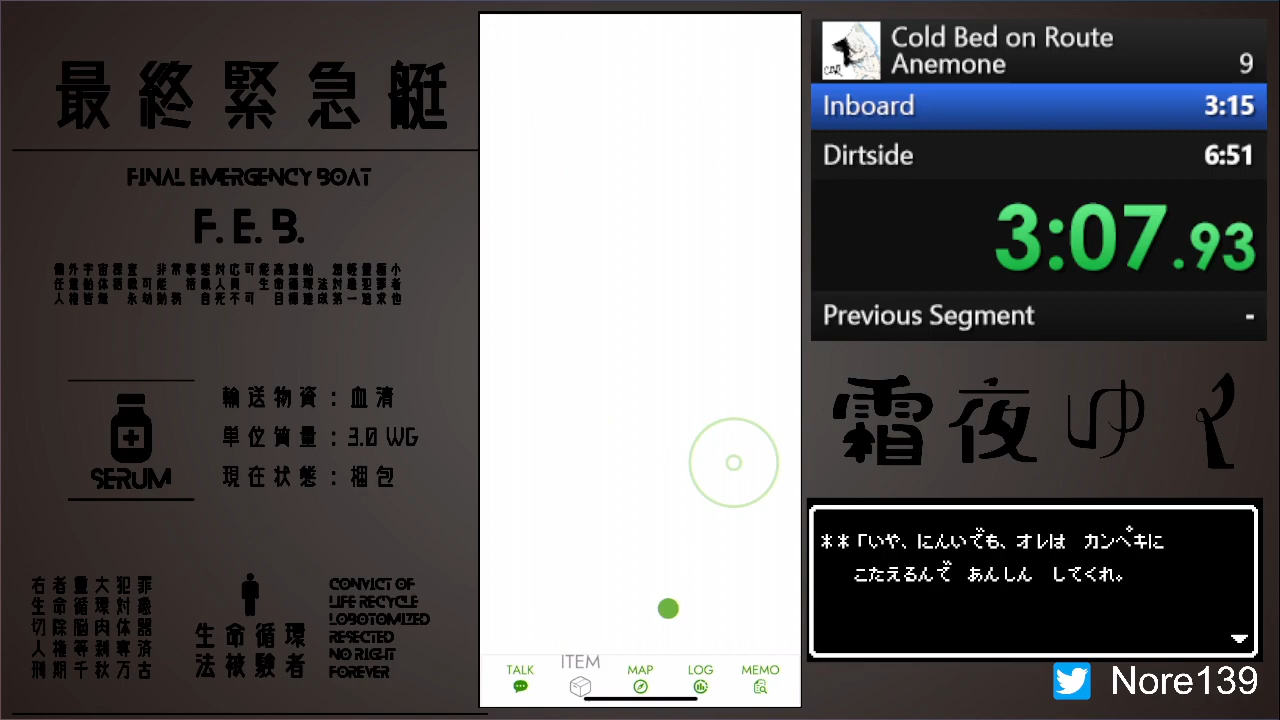 最終緊急艇
FINAL EMERGENCY BOAT
F. E. B.
輸送物資：血清
単位質量：3.0 WG
現在状態：梱包
SERUM
右者重大犯罪
生命循環対象
切除脳肉体器
人権等剥奪済
刑期千秋万古
生命循環
法被験者
CONVICT OF
LIFE RECYCLE
LOBOTOMIZED
RESECTED
NO RIGHT
FOREVER
TALK
ITEM
MAP
LOG
MEMO
Cold Bed on Route
Anemone 9
Inboard 3:15
Dirtside 6:51
3:07.93
Previous Segment -
霜夜ゆく
＊＊「いや、にんいでも、オレは カンペキに
こたえるんで あんしん してくれ。
Nore139